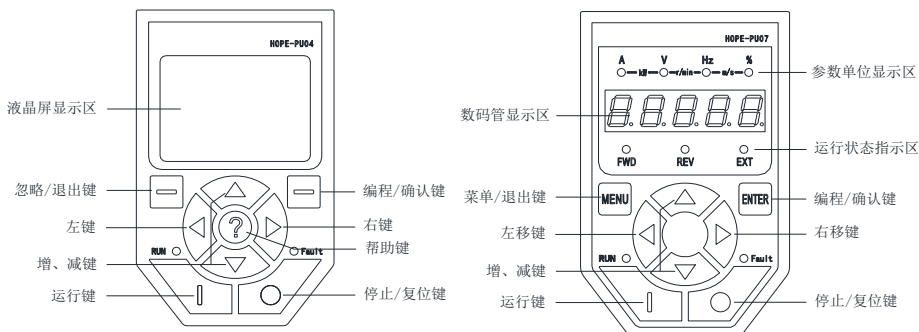 HOPE-PU04
液晶屏显示区
忽略/退出键
编程/确认键
左键
右键
?
帮助键
RUN
Fault
增、减键
运行键
停止/复位键
HOPE-PU07
A V Hz %
kW r/min m/s
参数单位显示区
数码管显示区
8.8.8.8.8.
运行状态指示区
FWD REV EXT
菜单/退出键
MENU
ENTER
编程/确认键
左移键
右移键
RUN
Fault
增、减键
运行键
停止/复位键